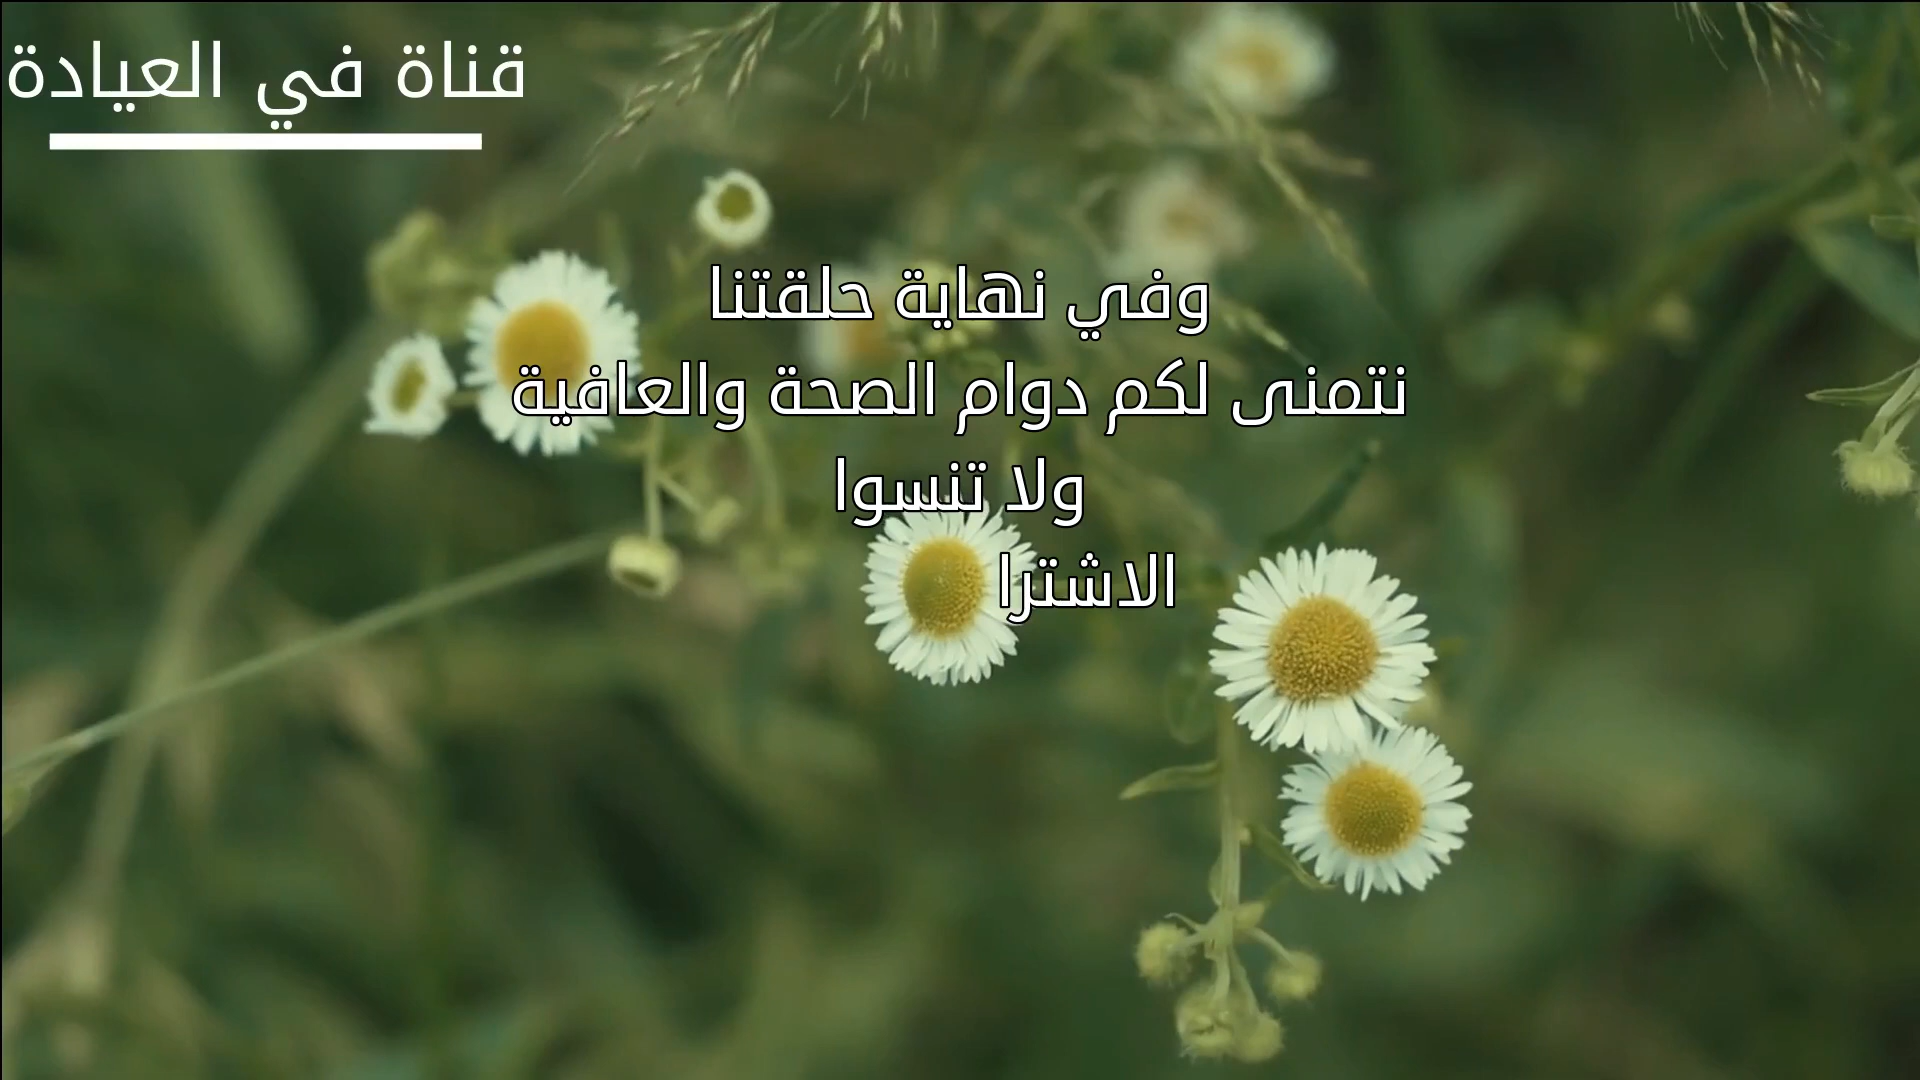 قناة في العيادة
وفي نهاية حلقتنا
نتمنى لكم دوام الصحة والعافية
ولا تنسوا
الاشترا